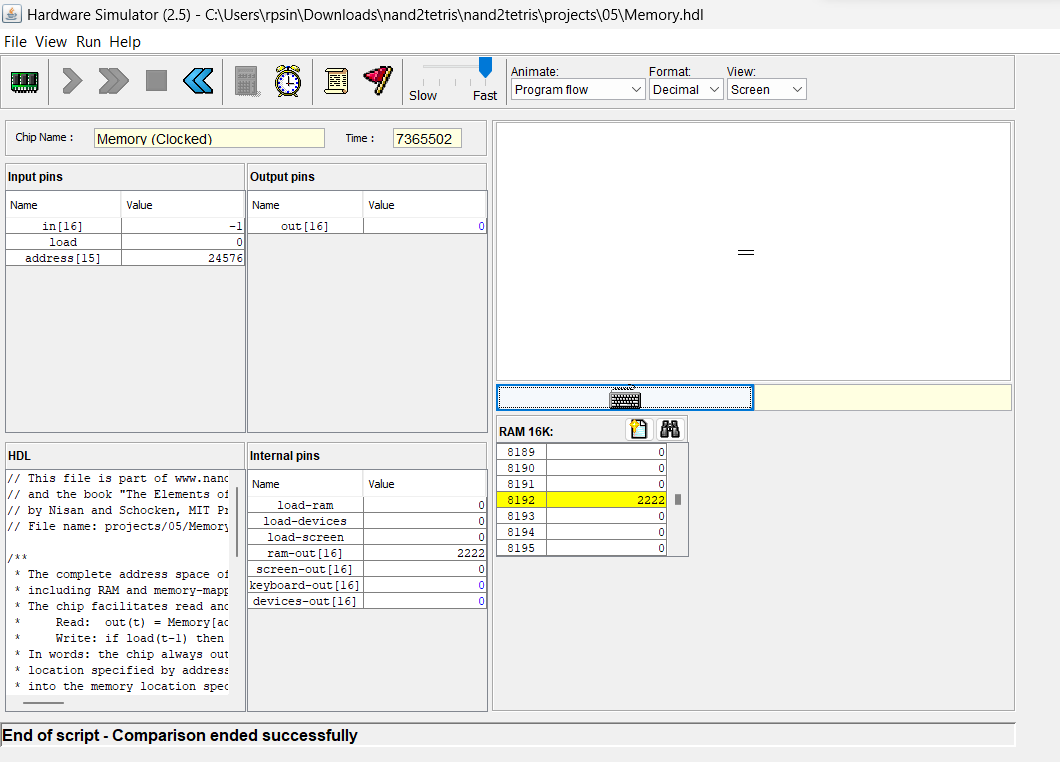 Hardware Simulator (2.5) - C:\Users\rpsin\Downloads\nand2tetris\nand2tetris\projects\05\Memory.hdl
File View Run Help
Slow Fast
Animate: Format: View:
Program flow Decimal Screen
Chip Name : Memory (Clocked) Time : 7365502
Input pins
Name Value
in[16] -1
load 0
address[15] 24576
Output pins
Name Value
out[16] 0
HDL
// This file is part of www.nand
// and the book "The Elements of
// by Nisan and Schocken, MIT Pr
// File name: projects/05/Memory
/**
* The complete address space of
* including RAM and memory-mapp
* The chip facilitates read and
* Read: out(t) = Memory[ad
* Write: if load(t-1) then
* In words: the chip always out
* location specified by address
* into the memory location spec
Internal pins
Name Value
load-ram 0
load-devices 0
load-screen 0
ram-out[16] 2222
screen-out[16] 0
keyboard-out[16] 0
devices-out[16] 0
RAM 16K:
8189 0
8190 0
8191 0
8192 2222
8193 0
8194 0
8195 0
End of script - Comparison ended successfully